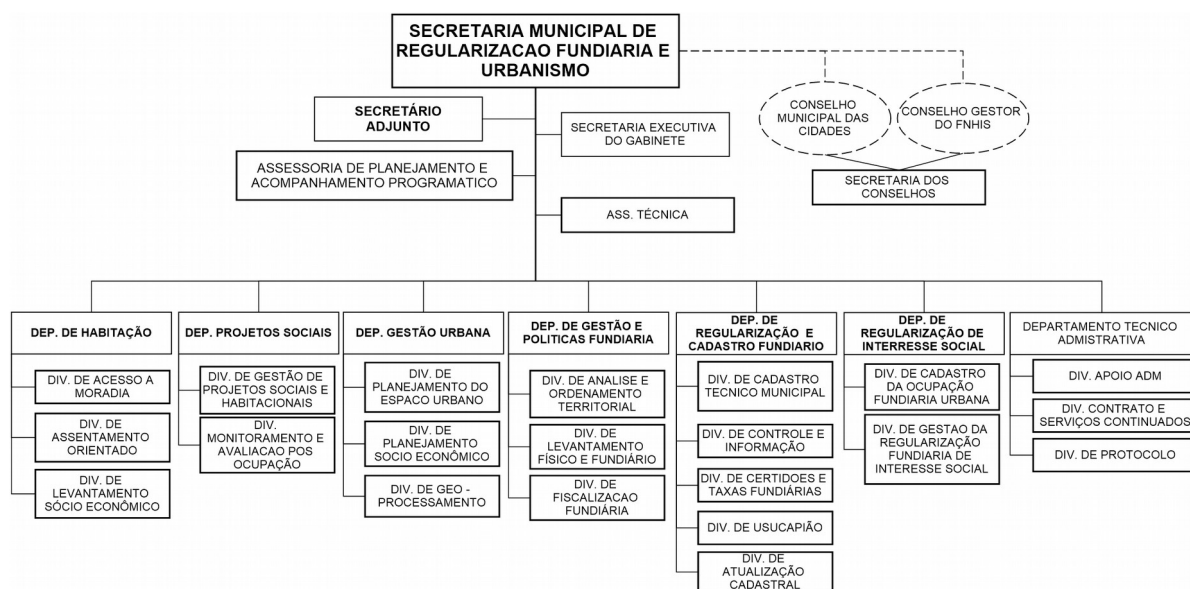 SECRETARIA MUNICIPAL DE
REGULARIZACAO FUNDIARIA E
URBANISMO
SECRETÁRIO
ADJUNTO
SECRETARIA EXECUTIVA
DO GABINETE
CONSELHO
MUNICIPAL DAS
CIDADES
CONSELHO GESTOR
DO FNHIS
ASSESSORIA DE PLANEJAMENTO E
ACOMPANHAMENTO PROGRAMATICO
SECRETARIA DOS
CONSELHOS
ASS. TÉCNICA
DEP. DE HABITAÇÃO
DIV. DE ACESSO A
MORADIA
DIV. DE
ASSENTAMENTO
ORIENTADO
DIV. DE
LEVANTAMENTO
SÓCIO ECONÔMICO
DEP. PROJETOS SOCIAIS
DIV. DE GESTÃO DE
PROJETOS SOCIAIS E
HABITACIONAIS
DIV.
MONITORAMENTO E
AVALIACAO POS
OCUPAÇÃO
DEP. GESTÃO URBANA
DIV. DE
PLANEJAMENTO DO
ESPACO URBANO
DIV. DE
PLANEJAMENTO
SOCIO ECONÔMICO
DIV. DE GEO -
PROCESSAMENTO
DEP. DE GESTÃO E
POLITICAS FUNDIARIA
DIV. DE ANALISE E
ORDENAMENTO
TERRITORIAL
DIV. DE
LEVANTAMENTO
FÍSICO E FUNDIÁRIO
DIV. DE
FISCALIZACAO
FUNDIÁRIA
DEP. DE
REGULARIZAÇÃO E
CADASTRO FUNDIARIO
DIV. DE CADASTRO
TECNICO MUNICIPAL
DIV. DE CONTROLE E
INFORMAÇÃO
DIV. DE CERTIDOES E
TAXAS FUNDIÁRIAS
DIV. DE USUCAPIÃO
DIV. DE
ATUALIZAÇÃO
CADASTRAL
DEP. DE
REGULARIZAÇÃO DE
INTERRESSE SOCIAL
DIV. DE CADASTRO
DA OCUPAÇÃO
FUNDIARIA URBANA
DIV. DE GESTAO DA
REGULARIZAÇÃO
FUNDIARIA DE
INTERESSE SOCIAL
DEPARTAMENTO TECNICO
ADMISTRATIVA
DIV. APOIO ADM
DIV. CONTRATO E
SERVIÇOS CONTINUADOS
DIV. DE PROTOCOLO